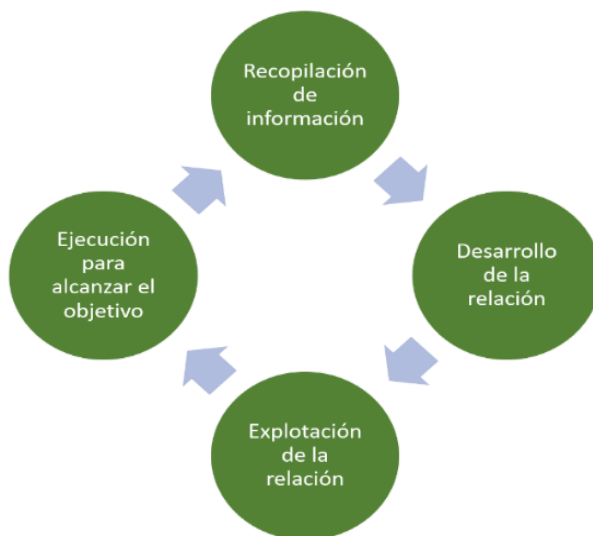 Recopilación
de
información
Desarrollo
de la
relación
Explotación
de la
relación
Ejecución
para
alcanzar el
objetivo